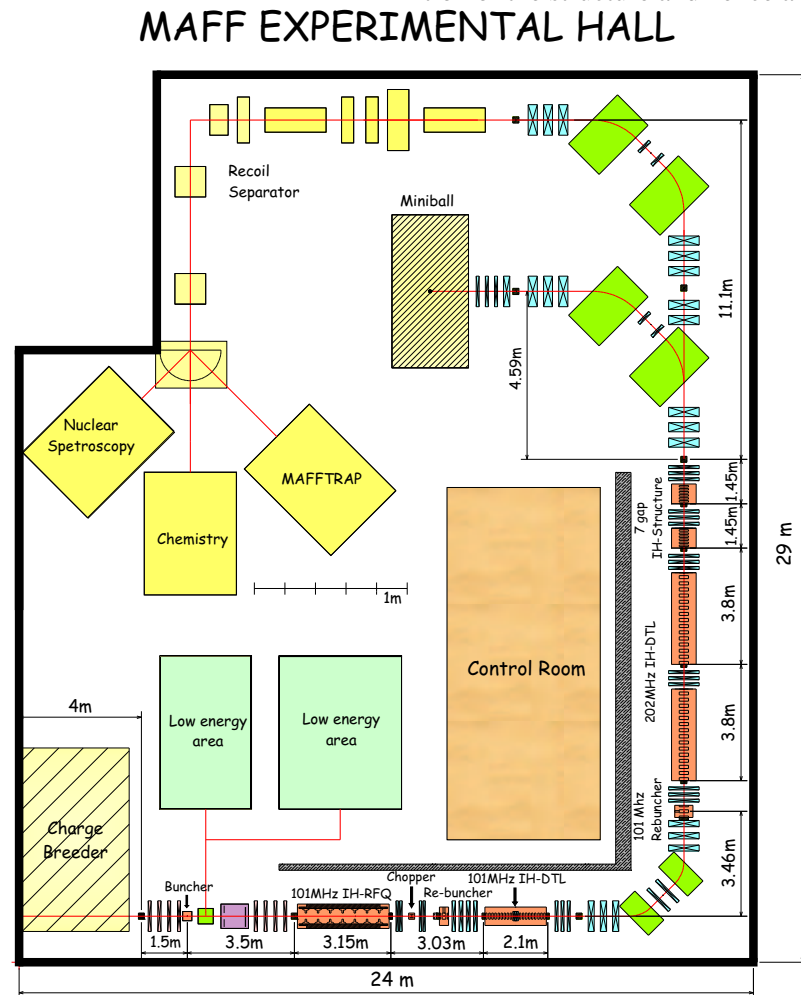 MAFF EXPERIMENTAL HALL
Recoil
Separator
Miniball
11.1m
4.59m
Nuclear
Spetroscopy
MAFFTRAP
Chemistry
1m
7 gap
IH-Structure
1.45m
1.45m
29 m
3.8m
Control Room
202MHz IH-DTL
3.8m
4m
Low energy
area
Low energy
area
Charge
Breeder
101 Mhz
Rebuncher
3.46m
Buncher
101MHz IH-RFQ
Chopper
Re-buncher
101MHz IH-DTL
1.5m
3.5m
3.15m
3.03m
2.1m
24 m